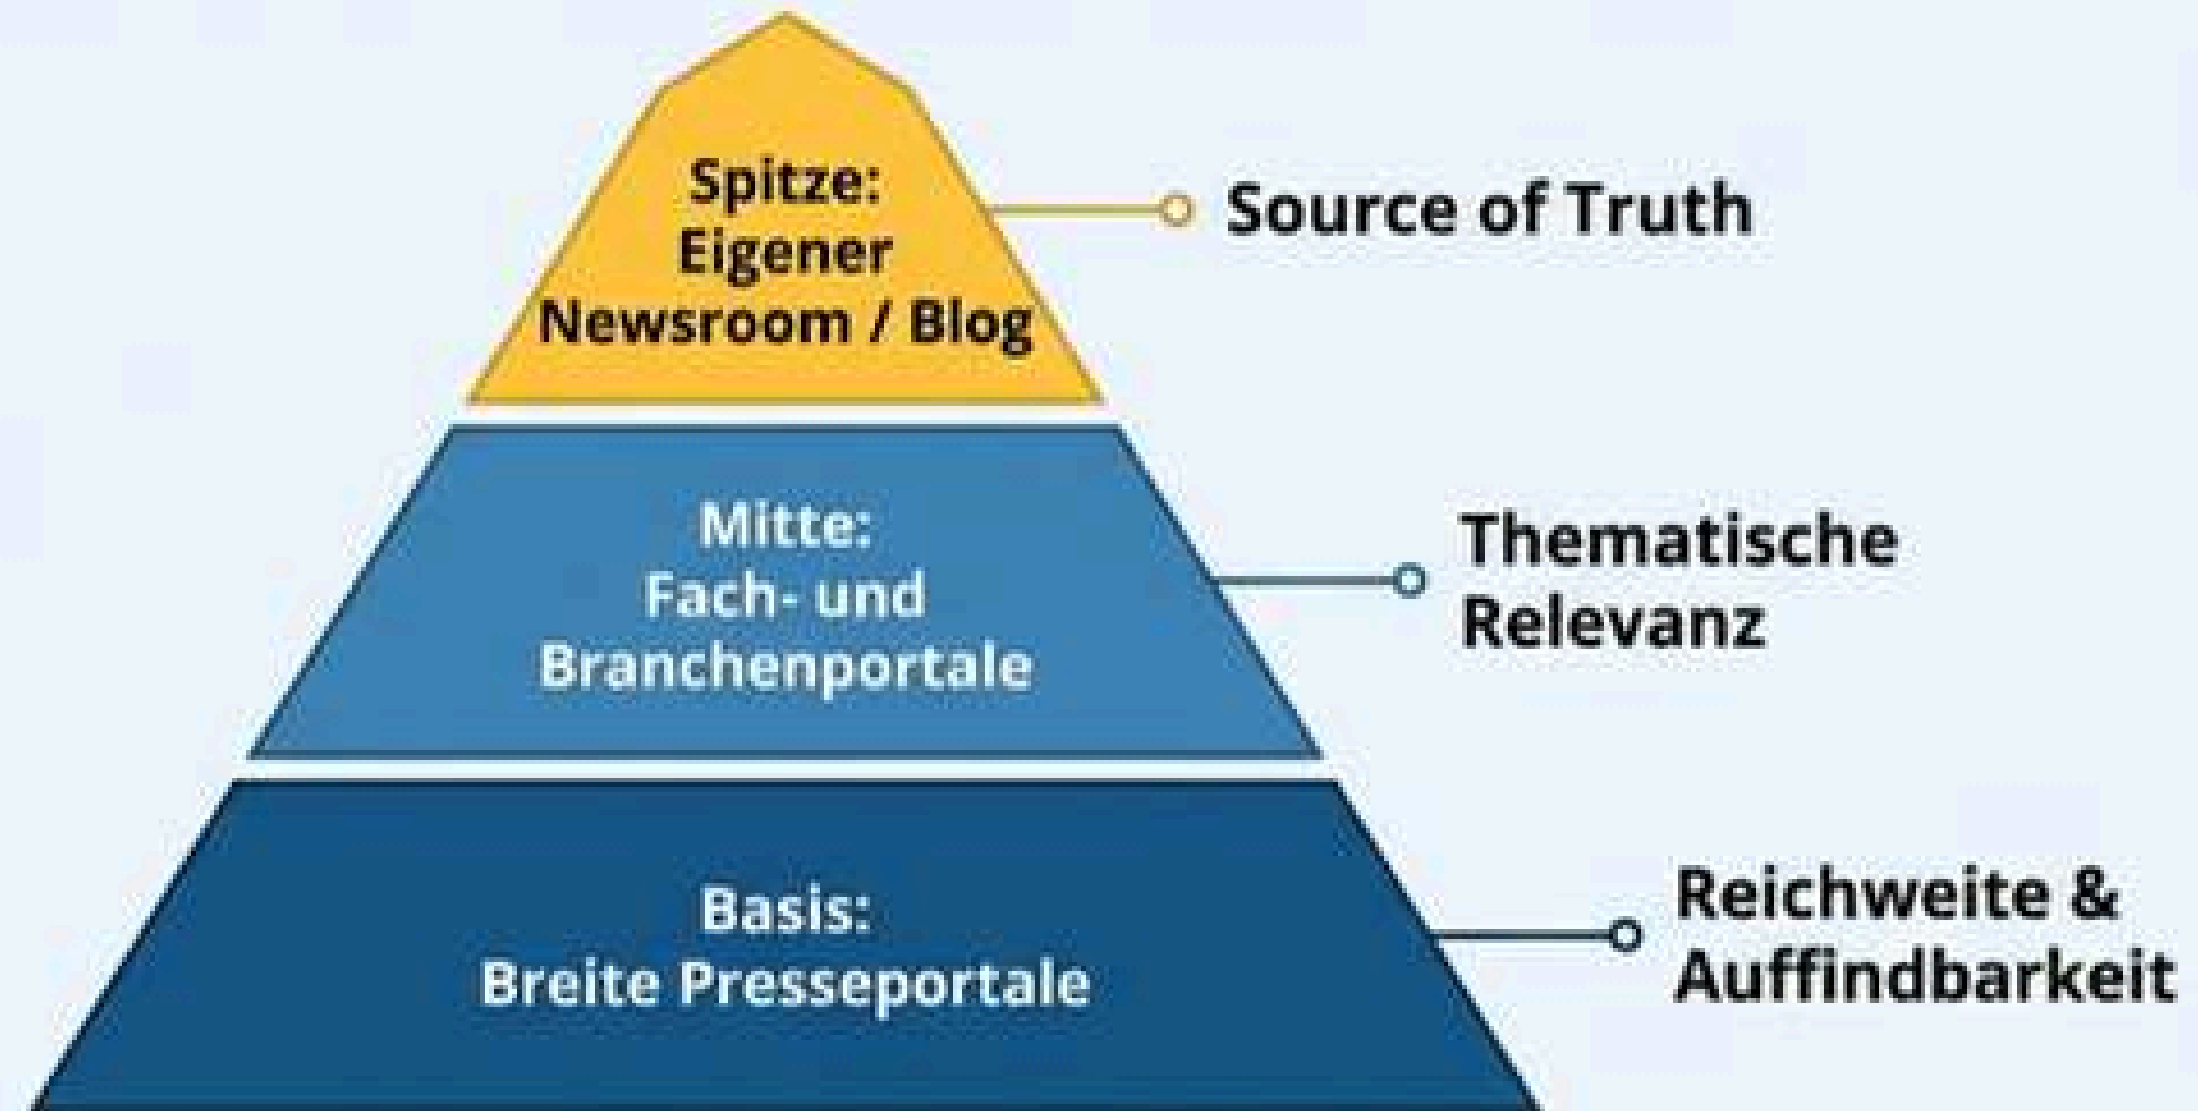 Spitze:
Eigener
Newsroom / Blog
Source of Truth
Mitte:
Fach- und
Branchenportale
Thematische
Relevanz
Basis:
Breite Presseportale
Reichweite &
Auffindbarkeit